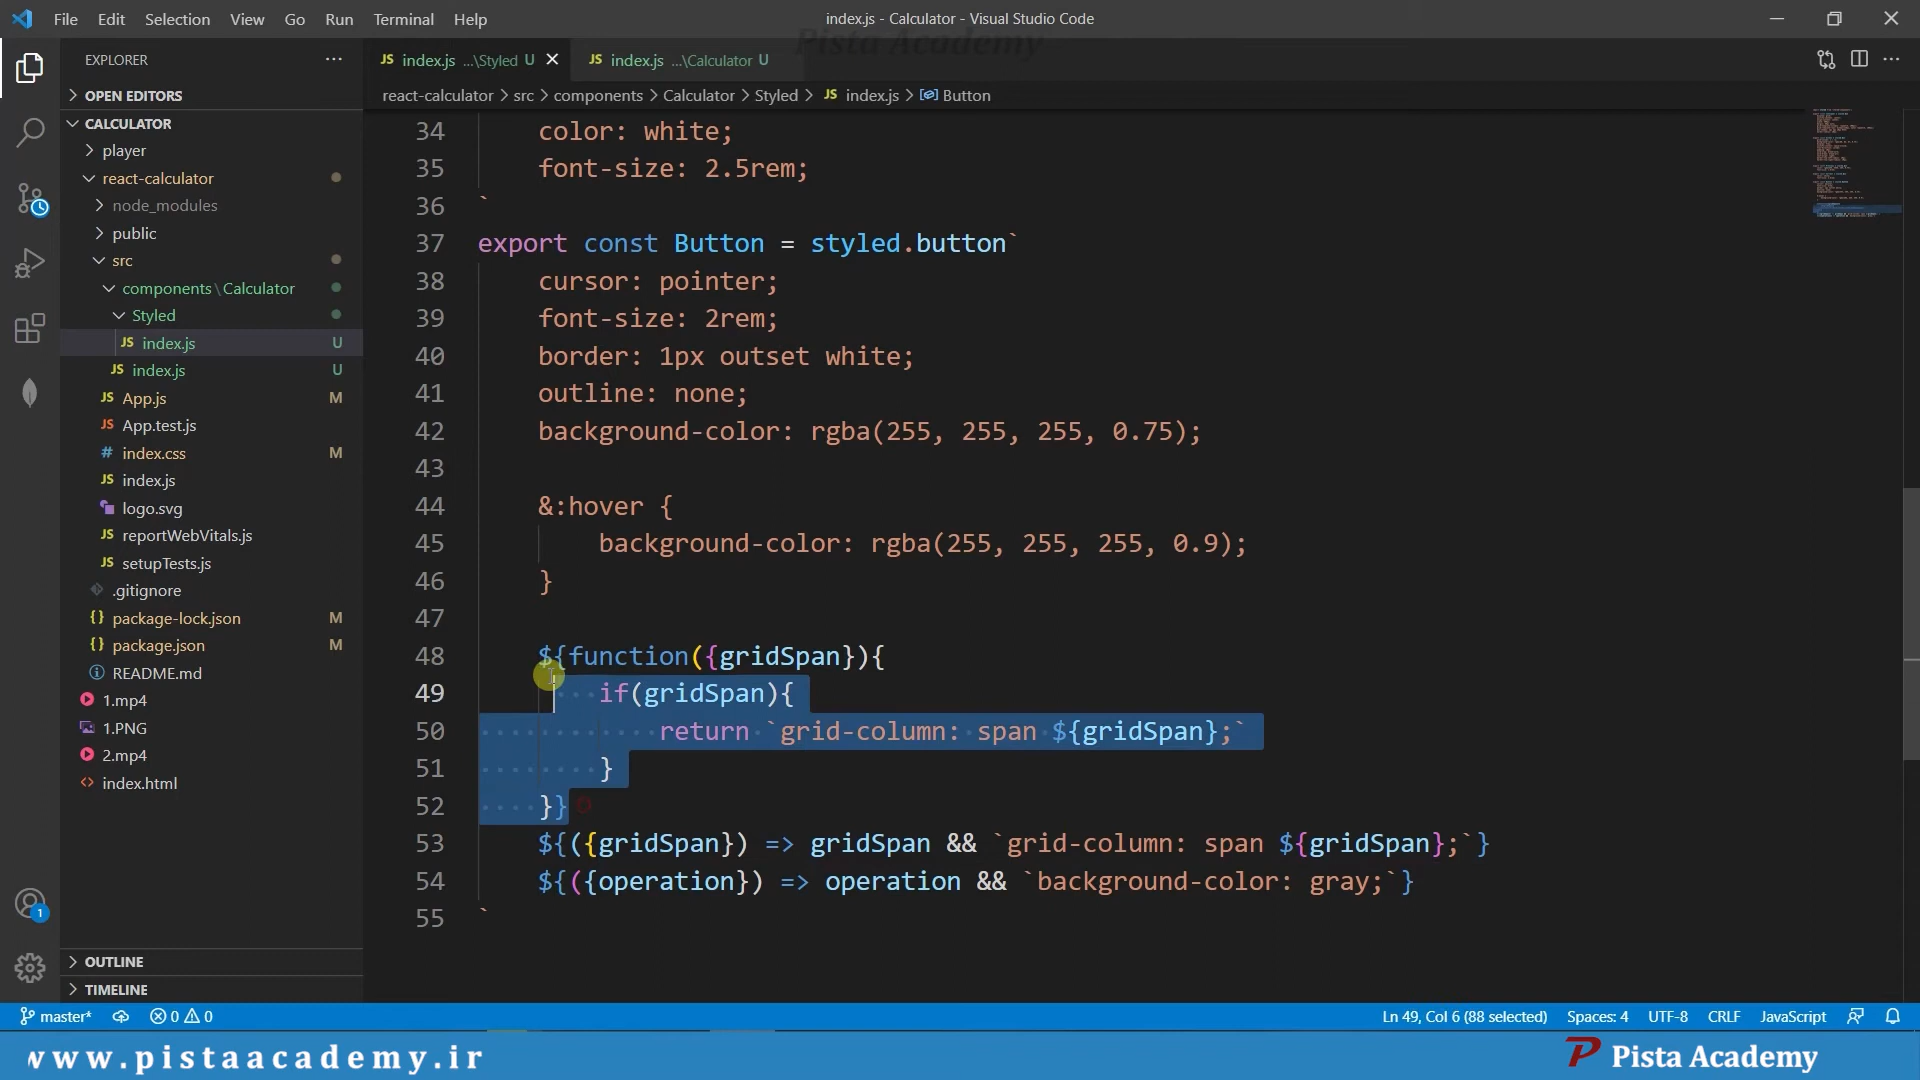 File Edit Selection View Go Run Terminal Help
index.js - Calculator - Visual Studio Code
Pista Academy
EXPLORER
OPEN EDITORS
CALCULATOR
player
react-calculator
node_modules
public
src
components\Calculator
Styled
JS index.js U
JS index.js U
JS App.js M
JS App.test.js
# index.css M
JS index.js
logo.svg
JS reportWebVitals.js
JS setupTests.js
.gitignore
{} package-lock.json M
{} package.json M
README.md
1.mp4
1.PNG
2.mp4
<> index.html
OUTLINE
TIMELINE
1
JS index.js ...\Styled U
JS index.js ...\Calculator U
react-calculator > src > components > Calculator > Styled > JS index.js > Button
34 color: white;
35 font-size: 2.5rem;
36 `
37 export const Button = styled.button`
38 cursor: pointer;
39 font-size: 2rem;
40 border: 1px outset white;
41 outline: none;
42 background-color: rgba(255, 255, 255, 0.75);
43
44 &:hover {
45 background-color: rgba(255, 255, 255, 0.9);
46 }
47
48 ${function({gridSpan}){
49 if(gridSpan){
50 return `grid-column: span ${gridSpan};`
51 }
52 }}
53 ${({gridSpan}) => gridSpan && `grid-column: span ${gridSpan};`}
54 ${({operation}) => operation && `background-color: gray;`}
55 `
master* 0 0
Ln 49, Col 6 (88 selected) Spaces: 4 UTF-8 CRLF JavaScript
www.pistaacademy.ir
Pista Academy